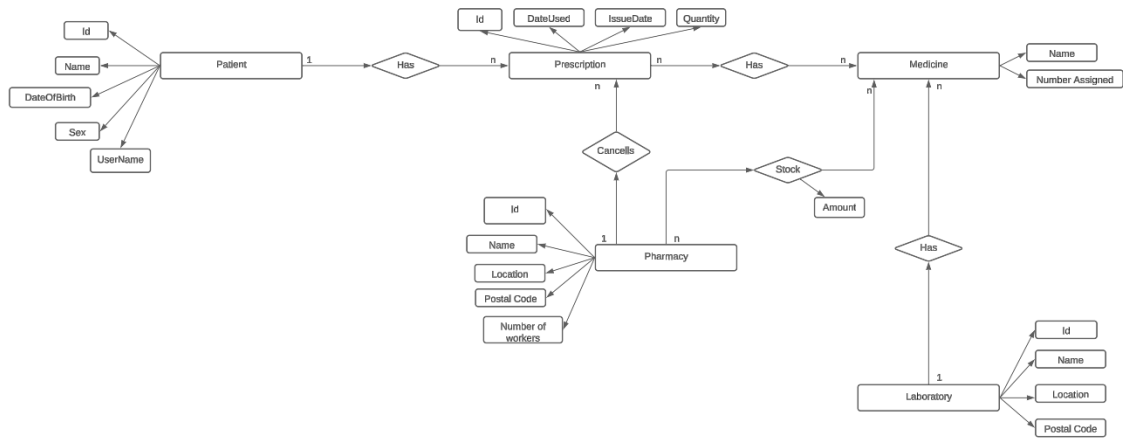 Id
DateUsed
IssueDate
Quantity
Id
Name
DateOfBirth
Sex
UserName
Patient
1
Has
n
Prescription
n
Has
n
Medicine
Name
Number Assigned
n
n
n
Cancells
Stock
Amount
Id
Name
Location
Postal Code
Number of
workers
1
n
Pharmacy
Has
1
Laboratory
Id
Name
Location
Postal Code